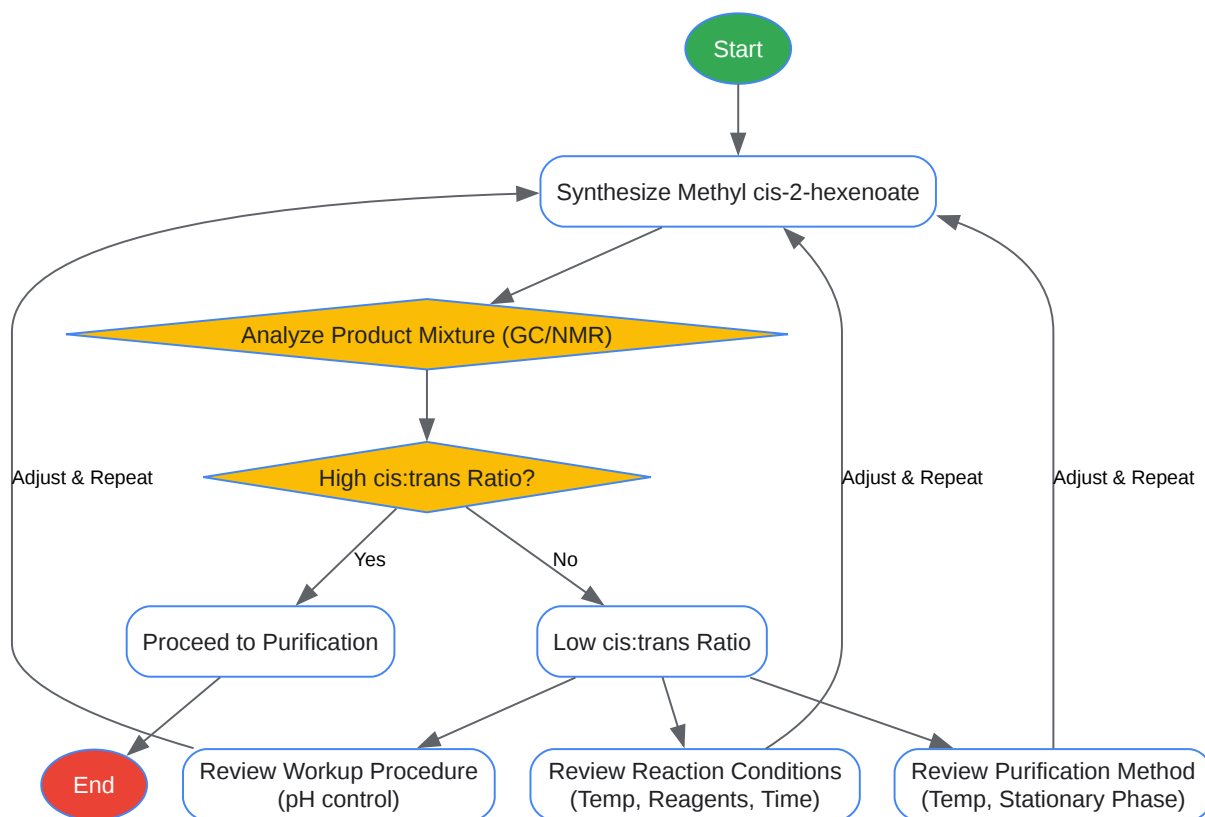 Start
Synthesize Methyl cis-2-hexenoate
Analyze Product Mixture (GC/NMR)
High cis:trans Ratio?
Adjust & Repeat
Adjust & Repeat
Adjust & Repeat
Yes
No
Proceed to Purification
Low cis:trans Ratio
End
Review Workup Procedure
(pH control)
Review Reaction Conditions
(Temp, Reagents, Time)
Review Purification Method
(Temp, Stationary Phase)